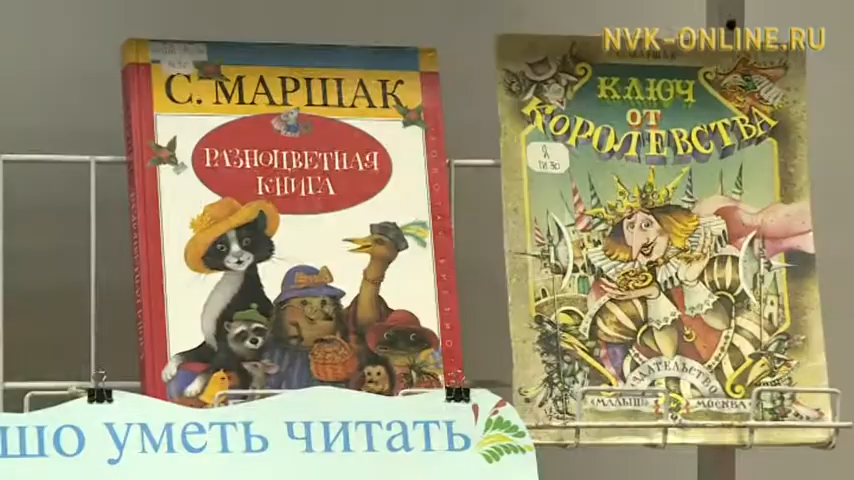 NVK-ONLINE.RU
С. МАРШАК
РАЗНОЦВЕТНАЯ
КНИГА
КЛЮЧ
ОТ
КОРОЛЕВСТВА
ИЗДАТЕЛЬСТВО
«МАЛЫШ» МОСКВА
шо уметь читать